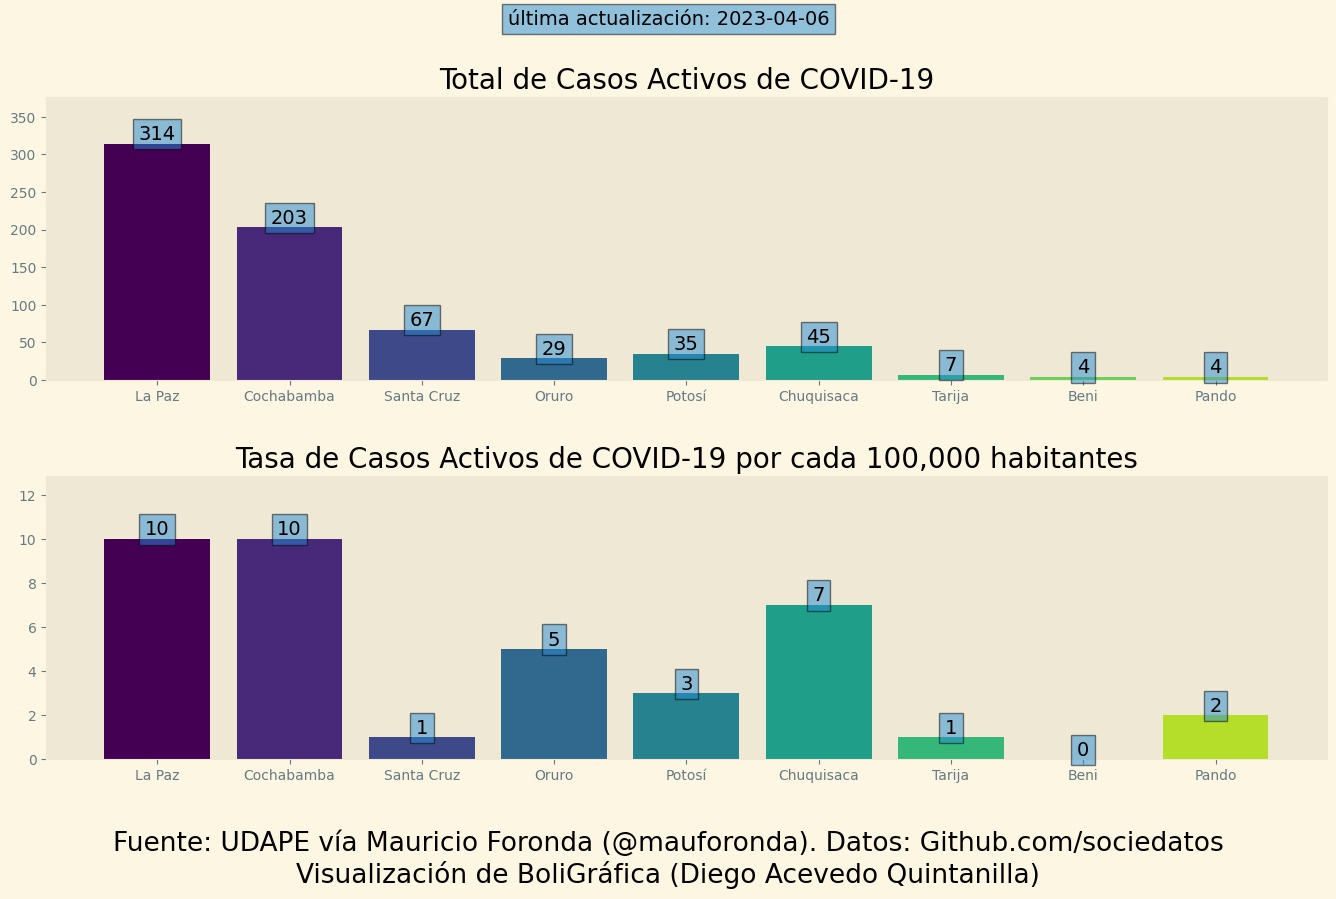 última actualización: 2023-04-06
Total de Casos Activos de COVID-19
350
300
250
200
150
100
50
0
314
203
67
29
35
45
7
4
4
La Paz
Cochabamba
Santa Cruz
Oruro
Potosí
Chuquisaca
Tarija
Beni
Pando
Tasa de Casos Activos de COVID-19 por cada 100,000 habitantes
12
10
8
6
4
2
0
10
10
1
5
3
7
1
0
2
La Paz
Cochabamba
Santa Cruz
Oruro
Potosí
Chuquisaca
Tarija
Beni
Pando
Fuente: UDAPE vía Mauricio Foronda (@mauforonda). Datos: Github.com/sociedatos
Visualización de BoliGráfica (Diego Acevedo Quintanilla)